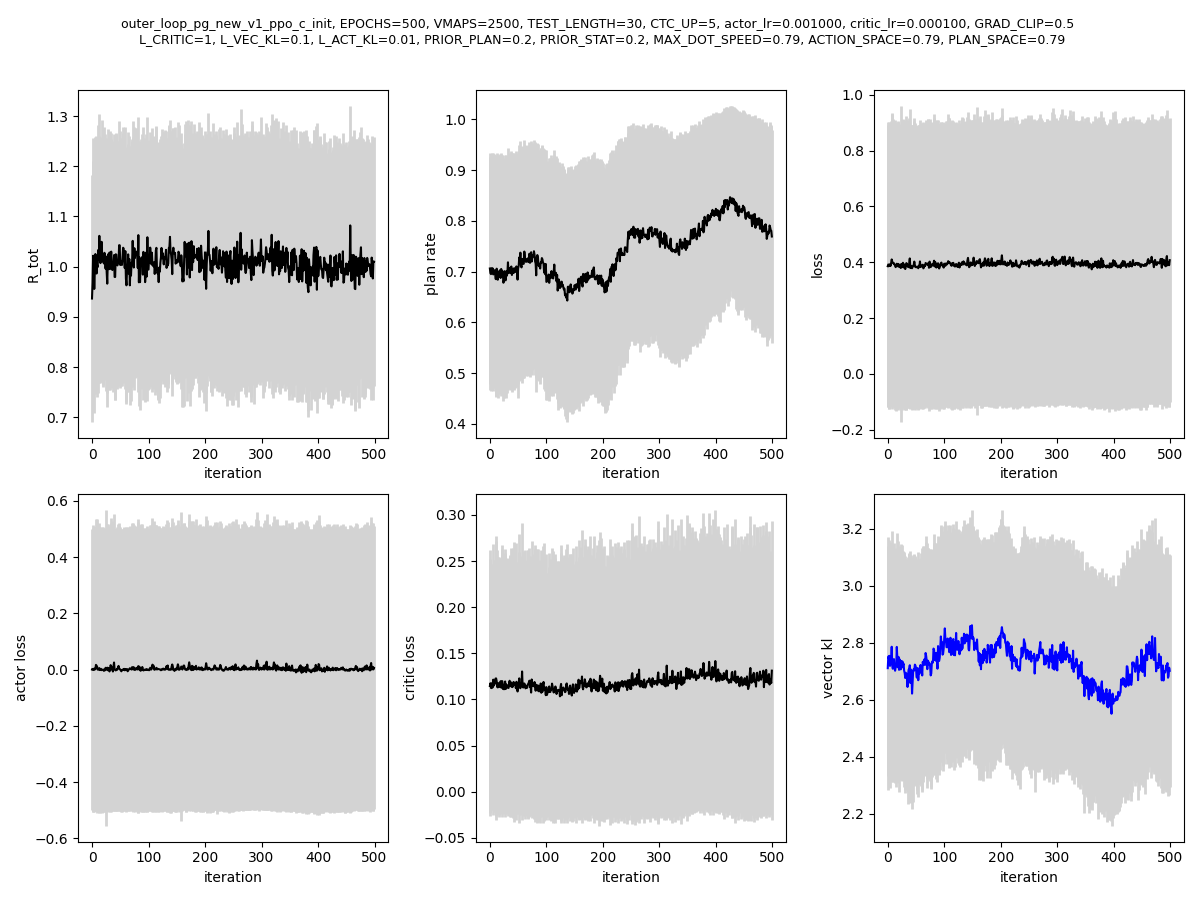 outer_loop_pg_new_v1_ppo_c_init, EPOCHS=500, VMAPS=2500, TEST_LENGTH=30, CTC_UP=5, actor_lr=0.001000, critic_lr=0.000100, GRAD_CLIP=0.5
L_CRITIC=1, L_VEC_KL=0.1, L_ACT_KL=0.01, PRIOR_PLAN=0.2, PRIOR_STAT=0.2, MAX_DOT_SPEED=0.79, ACTION_SPACE=0.79, PLAN_SPACE=0.79
R_tot
1.3
1.2
1.1
1.0
0.9
0.8
0.7
0 100 200 300 400 500
iteration
plan rate
1.0
0.9
0.8
0.7
0.6
0.5
0.4
0 100 200 300 400 500
iteration
loss
1.0
0.8
0.6
0.4
0.2
0.0
−0.2
0 100 200 300 400 500
iteration
actor loss
0.6
0.4
0.2
0.0
−0.2
−0.4
−0.6
0 100 200 300 400 500
iteration
critic loss
0.30
0.25
0.20
0.15
0.10
0.05
0.00
−0.05
0 100 200 300 400 500
iteration
vector kl
3.2
3.0
2.8
2.6
2.4
2.2
0 100 200 300 400 500
iteration